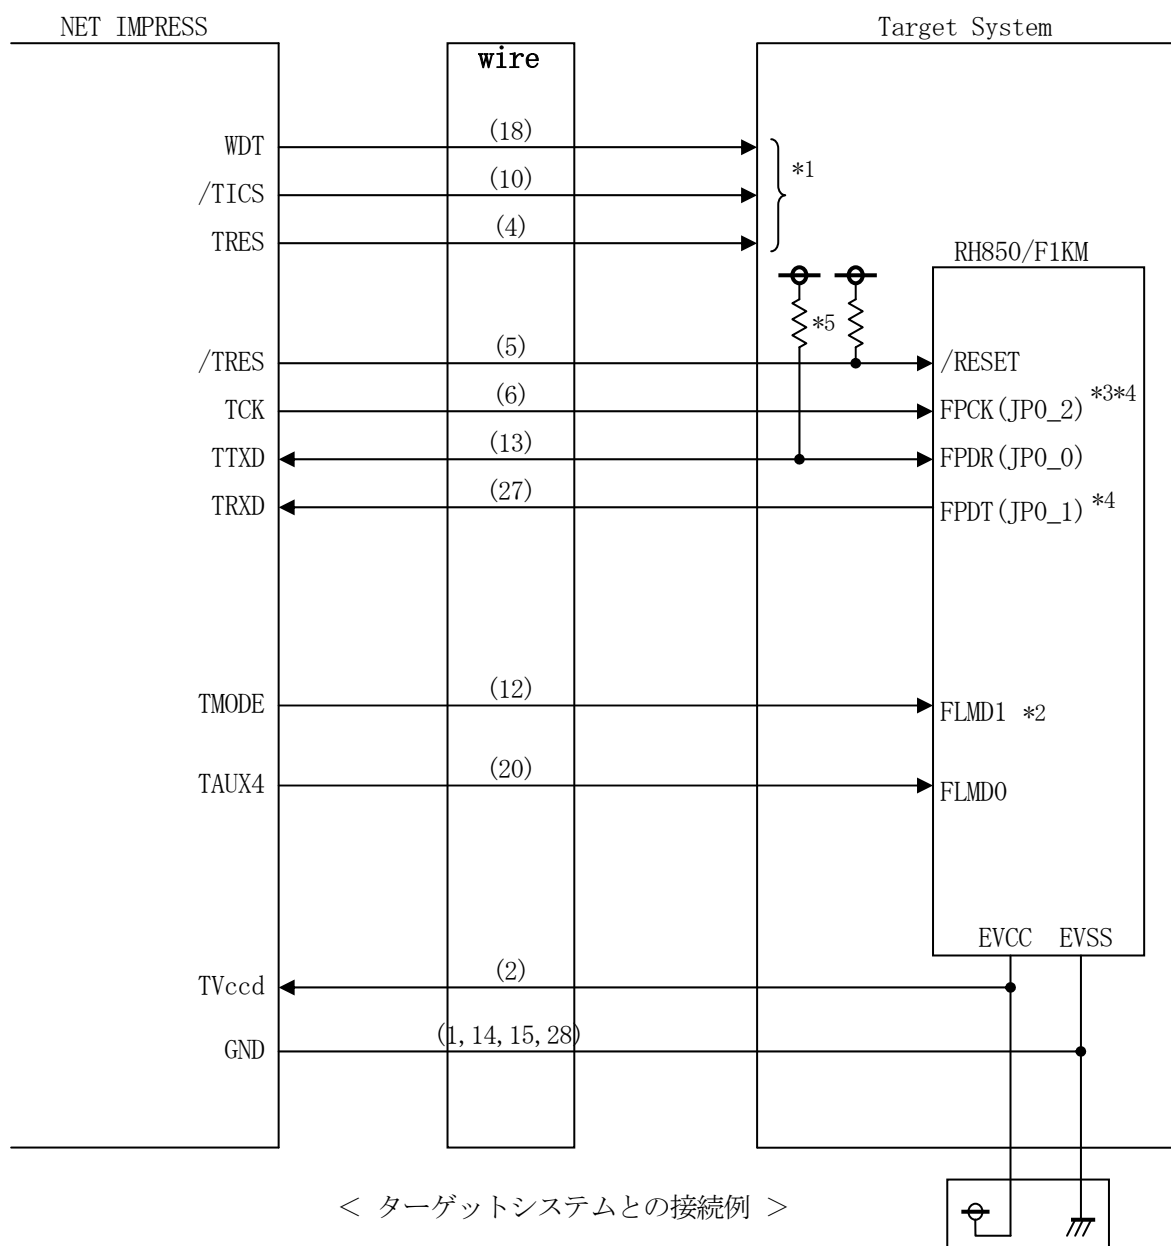 NET IMPRESS
Target System
wire
WDT
(18)
*1
/TICS
(10)
TRES
(4)
RH850/F1KM
*5
/TRES
(5)
/RESET
TCK
(6)
FPCK(JP0_2) *3*4
TTXD
(13)
FPDR(JP0_0)
TRXD
(27)
FPDT(JP0_1) *4
TMODE
(12)
FLMD1 *2
TAUX4
(20)
FLMD0
EVCC EVSS
TVccd
(2)
GND
(1,14,15,28)
< ターゲットシステムとの接続例 >